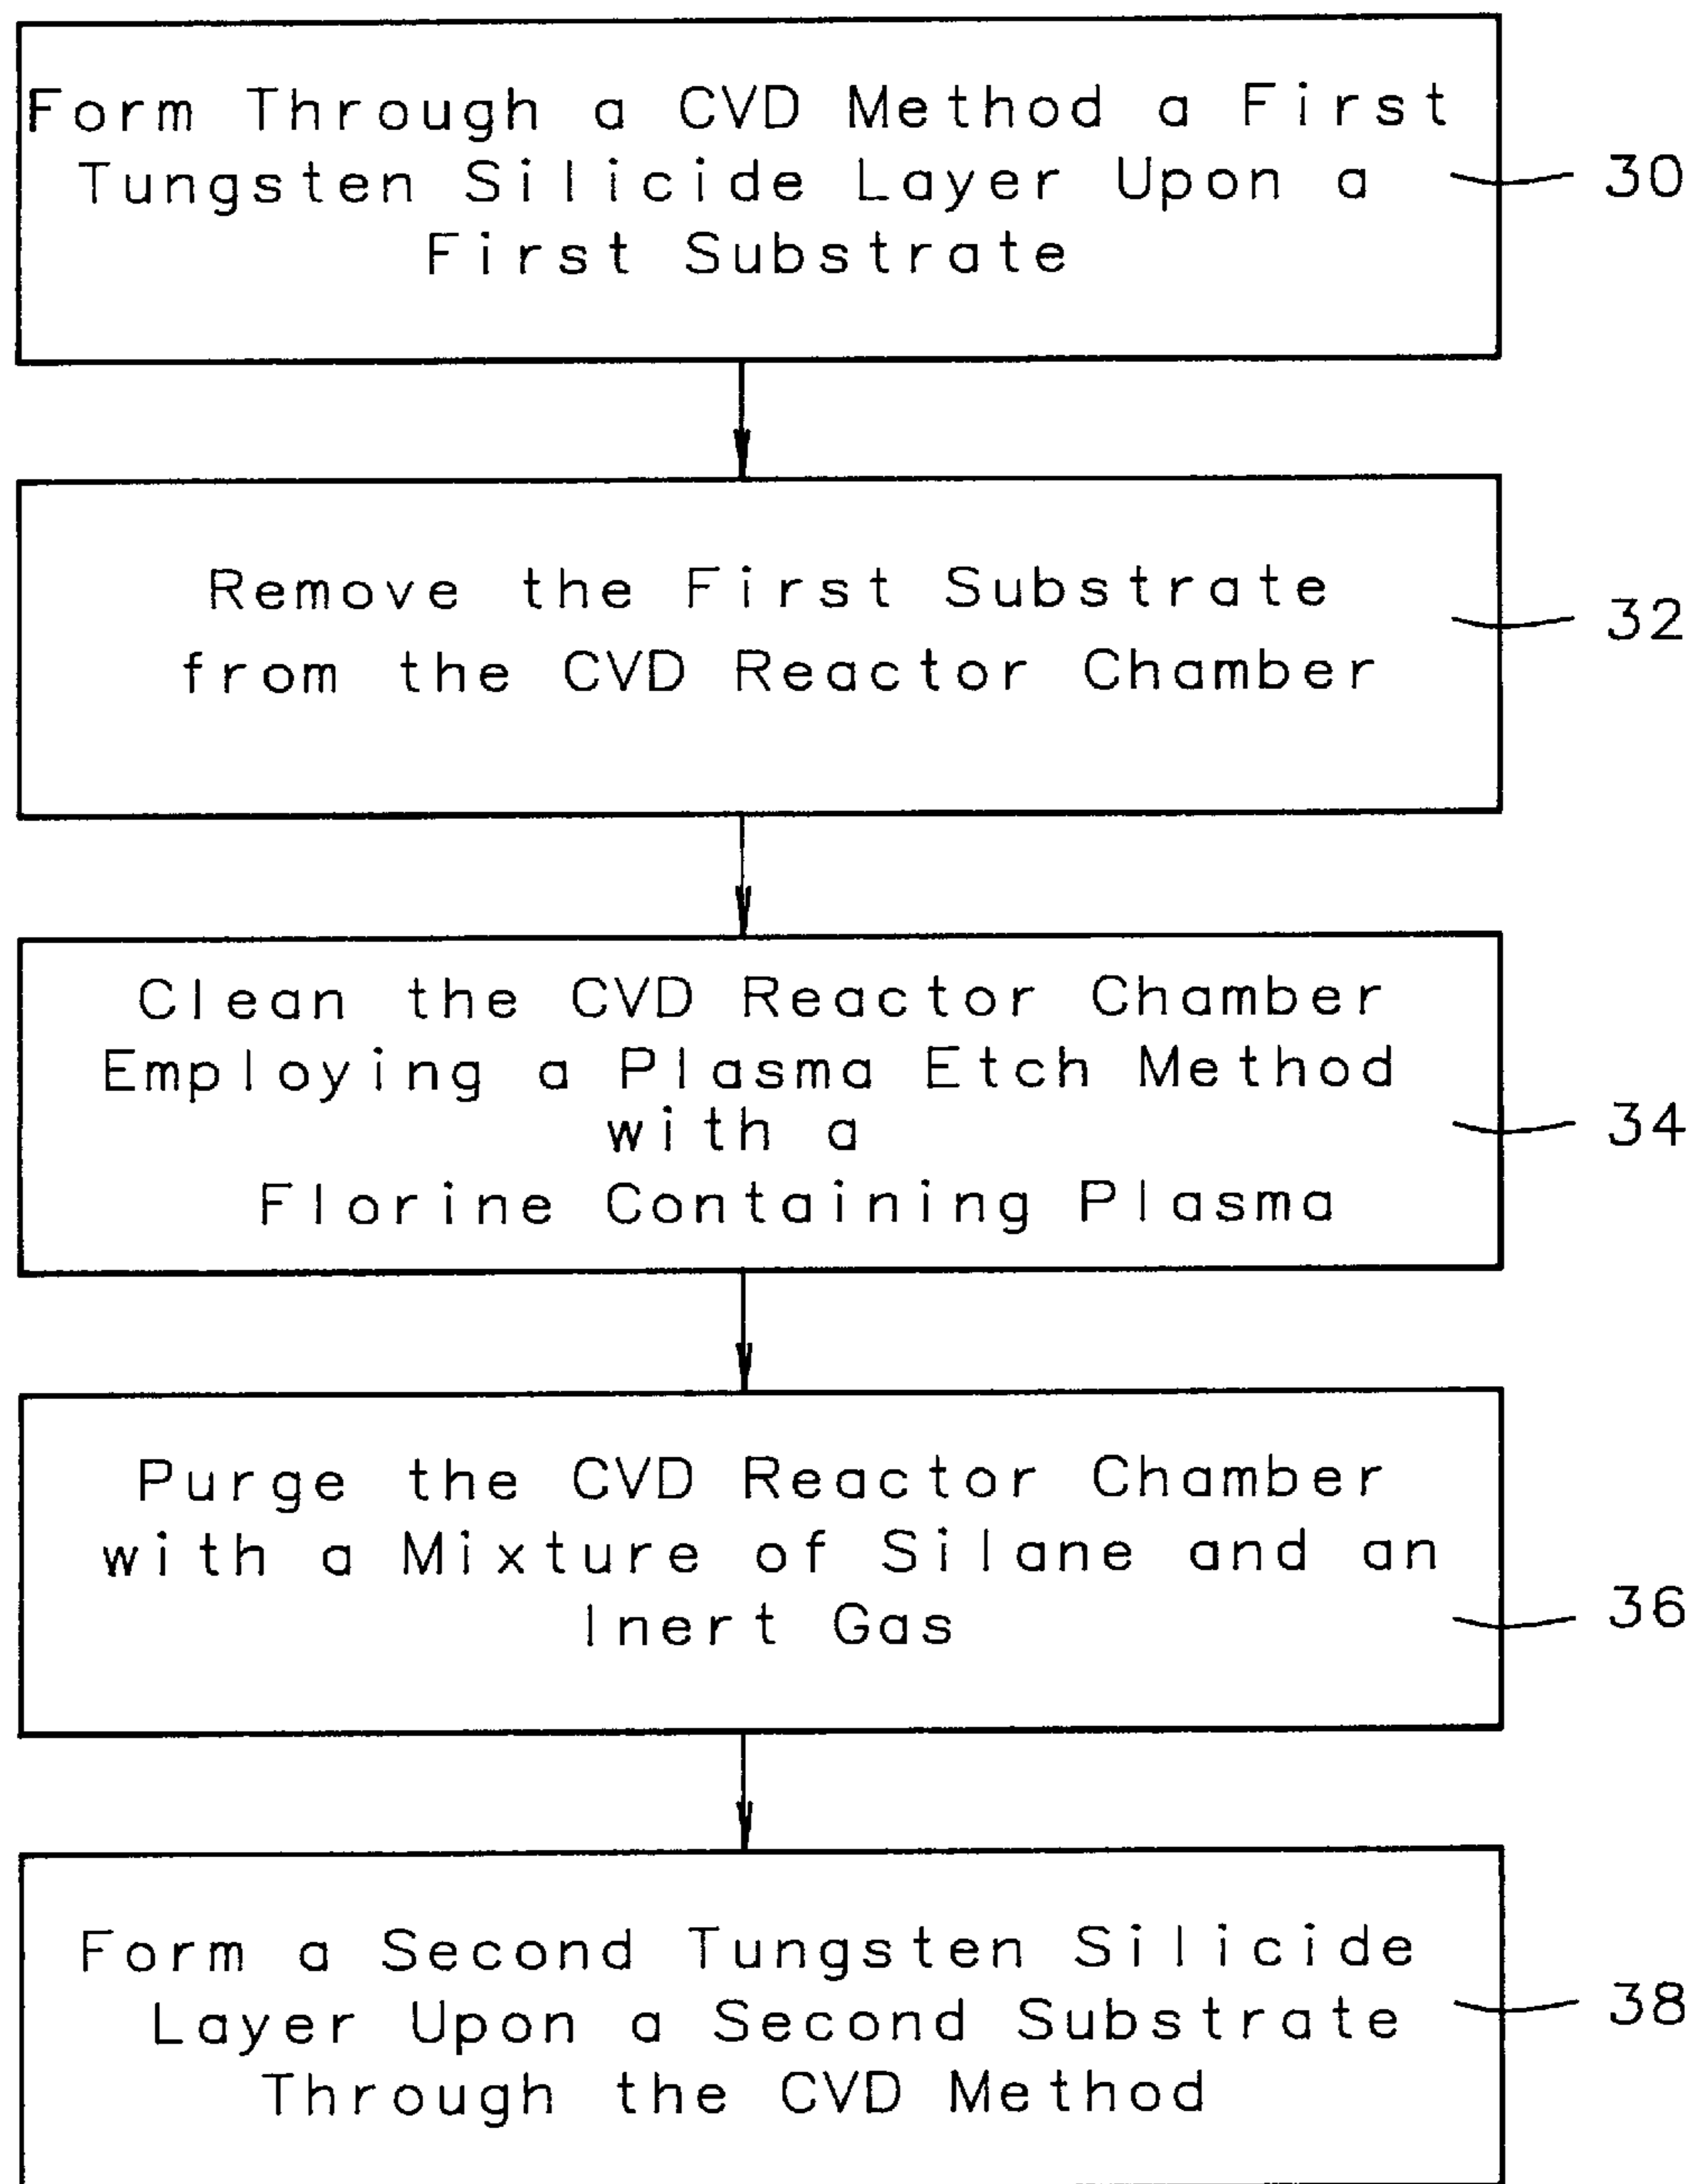 Form Through a CVD Method a First
Tungsten Silicide Layer Upon a
First Substrate
30
Remove the First Substrate
from the CVD Reactor Chamber
32
Clean the CVD Reactor Chamber
Employing a Plasma Etch Method
with a
Florine Containing Plasma
34
Purge the CVD Reactor Chamber
with a Mixture of Silane and an
Inert Gas
36
Form a Second Tungsten Silicide
Layer Upon a Second Substrate
Through the CVD Method
38